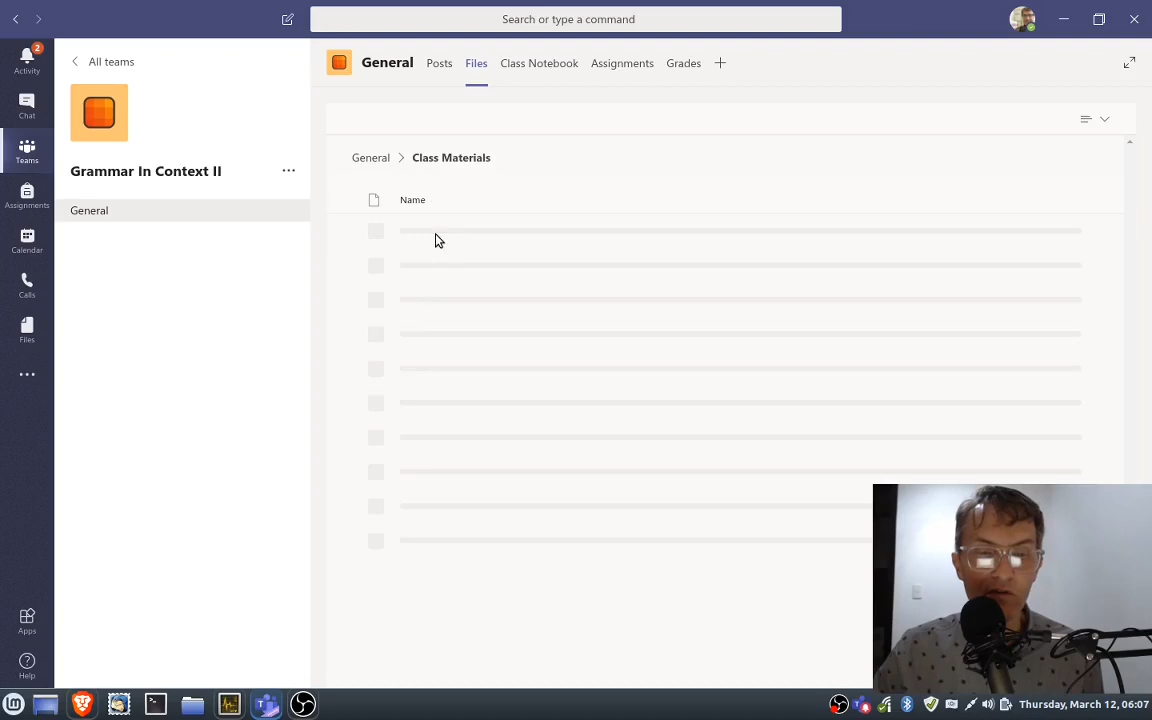 Search or type a command
2
Activity
Chat
Teams
Assignments
Calendar
Calls
Files
Apps
Help
All teams
Grammar In Context II
General
General
Posts
Files
Class Notebook
Assignments
Grades
General
Class Materials
Name
Thursday, March 12, 06:07